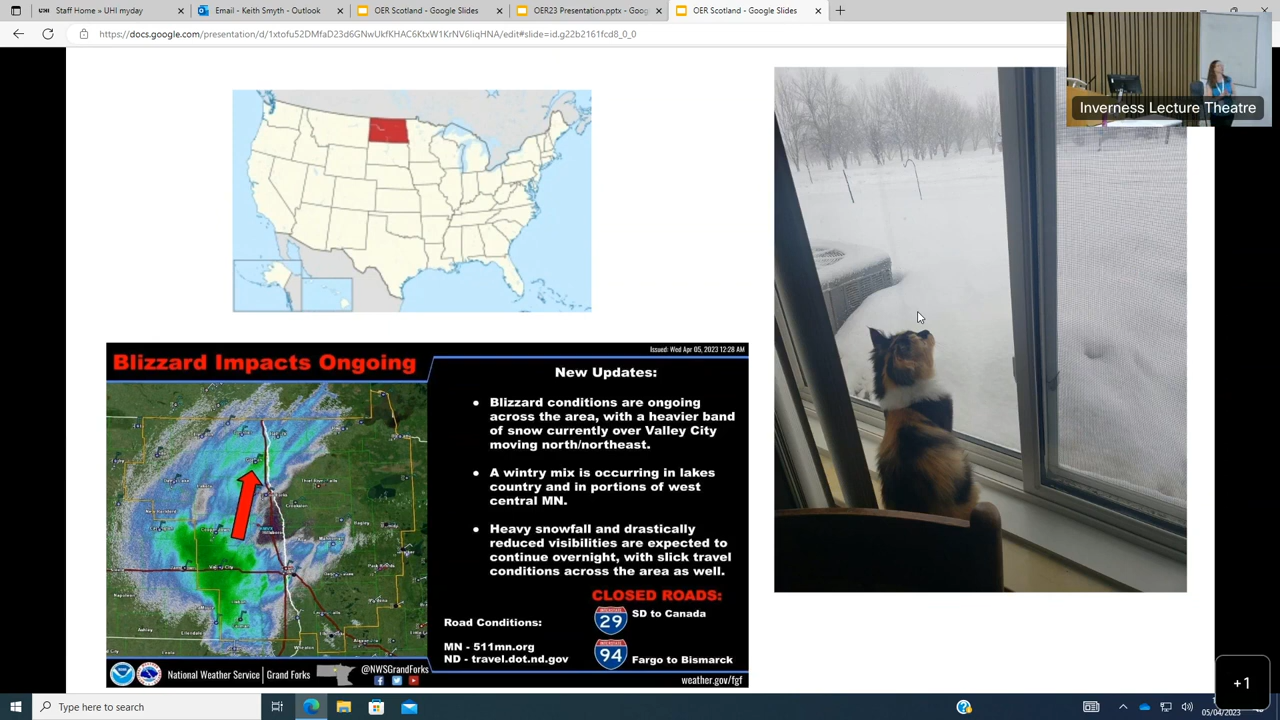 Staff Home » - UHI myday
Email - Keith Smith - Outlook
OER Scotland - Google Slides
OER23 Presentation.pptx - Goog
OER Scotland - Google Slides
https://docs.google.com/presentation/d/1xtofu52DMfaD23d6GNwUkfKHAC6KtxW1KrNV6IiqHNA/edit#slide=id.g22b2161fcd8_0_0
Inverness Lecture Theatre
Issued: Wed Apr 05, 2023 12:28 AM
Blizzard Impacts Ongoing
New Updates:
Blizzard conditions are ongoing
across the area, with a heavier band
of snow currently over Valley City
moving north/northeast.
A wintry mix is occurring in lakes
country and in portions of west
central MN.
Heavy snowfall and drastically
reduced visibilities are expected to
continue overnight, with slick travel
conditions across the area as well.
CLOSED ROADS:
29
SD to Canada
Road Conditions:
MN - 511mn.org
ND - travel.dot.nd.gov
94
Fargo to Bismarck
National Weather Service | Grand Forks
@NWSGrandForks
weather.gov/fgf
+1
Type here to search
05/04/2023